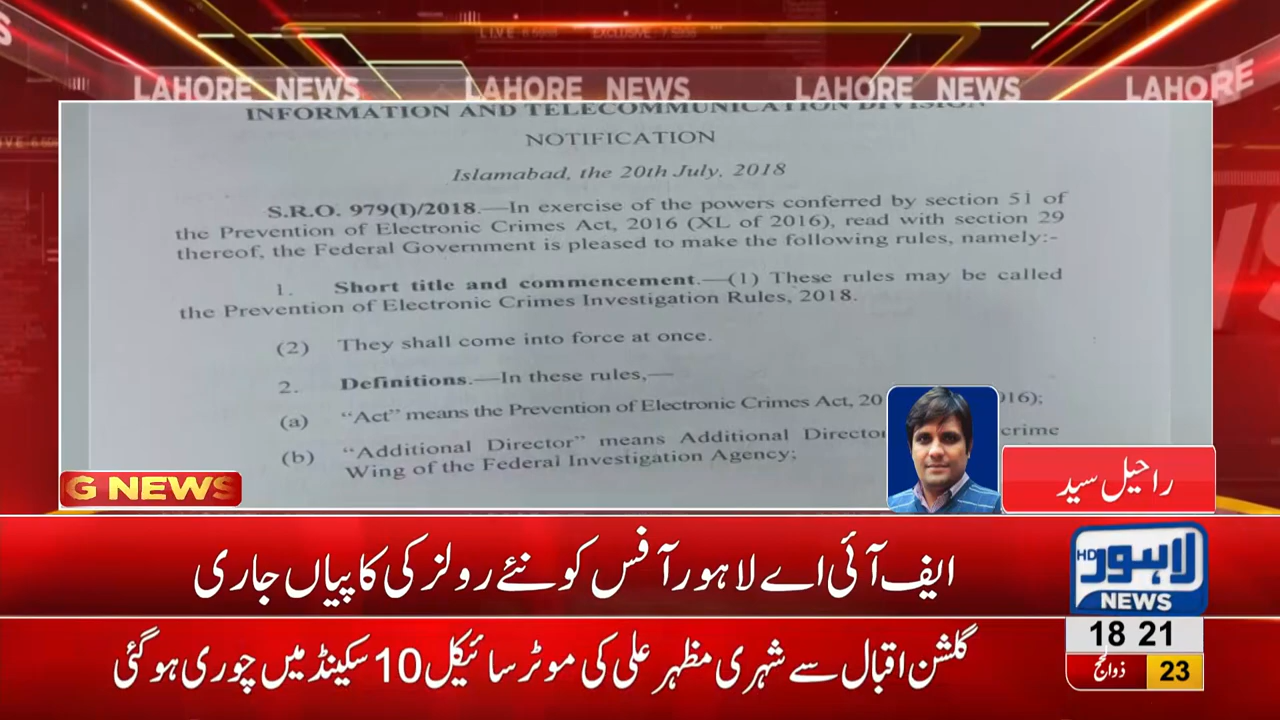 LAHORE NEWS LAHORE NEWS LAHORE NEWS LAHORE
INFORMATION AND TELECOMMUNICATION DIVISION
NOTIFICATION
Islamabad, the 20th July, 2018
S.R.O. 979(I)/2018.—In exercise of the powers conferred by section 51 of
the Prevention of Electronic Crimes Act, 2016 (XL of 2016), read with section 29
thereof, the Federal Government is pleased to make the following rules, namely:-
1. Short title and commencement.—(1) These rules may be called
the Prevention of Electronic Crimes Investigation Rules, 2018.
(2) They shall come into force at once.
2. Definitions.—In these rules,—
(a) “Act” means the Prevention of Electronic Crimes Act, 20 016);
(b) “Additional Director” means Additional Director crime
Wing of the Federal Investigation Agency;
G NEWS
راحیل سید
ایف آئی اے لاہور آفس کو نئے رولز کی کاپیاں جاری
لاہور HD
NEWS
18 21
گلشن اقبال سے شہری مظہر علی کی موٹر سائیکل 10 سکینڈ میں چوری ہو گئی
23 ذوالحج